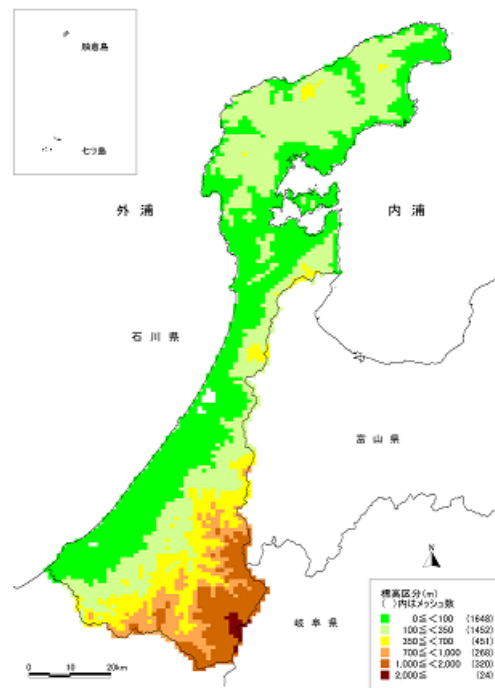 舳倉島
七ツ島
外浦
内浦
石川県
富山県
岐阜県
N
標高区分(m)
( )内はメッシュ数
0≦<100 (1648)
100≦<350 (1452)
350≦<700 (451)
700≦<1,000 (268)
1,000≦<2,000 (320)
2,000≦ (24)
0 10 20km